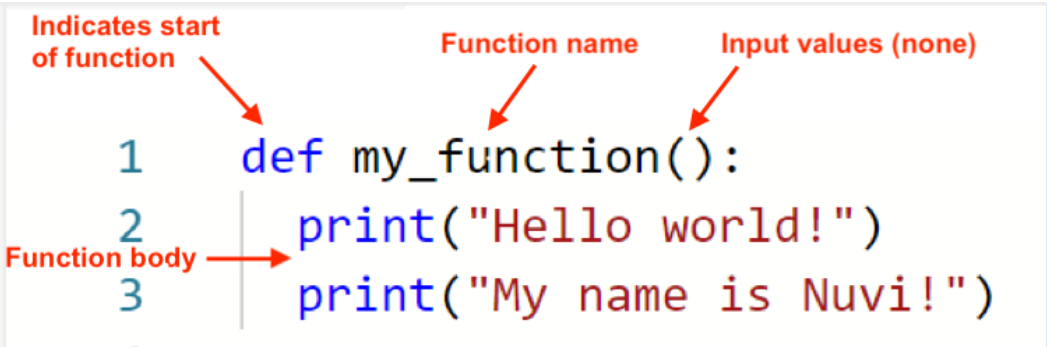 Indicates start
of function
Function name
Input values (none)
1 def my_function():
2 print("Hello world!")
Function body
3 print("My name is Nuvi!")